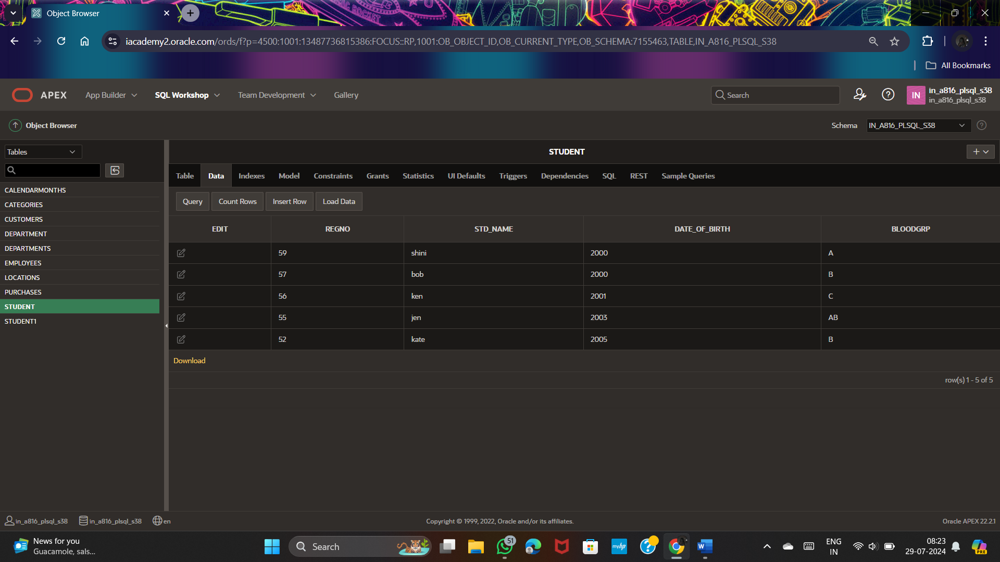 Object Browser
iacademy2.oracle.com/ords/f?p=4500:1001:13487736815386:FOCUS::RP,1001:OB_OBJECT_ID,OB_CURRENT_TYPE,OB_SCHEMA:7155463,TABLE,IN_A816_PLSQL_S38
All Bookmarks
APEX App Builder SQL Workshop Team Development Gallery Search IN in_a816_plsql_s38
in_a816_plsql_s38
Object Browser Schema IN_A816_PLSQL_S38
Tables
CALENDARMONTHS
CATEGORIES
CUSTOMERS
DEPARTMENT
DEPARTMENTS
EMPLOYEES
LOCATIONS
PURCHASES
STUDENT
STUDENT1
STUDENT
Table Data Indexes Model Constraints Grants Statistics UI Defaults Triggers Dependencies SQL REST Sample Queries
Query Count Rows Insert Row Load Data
EDIT REGNO STD_NAME DATE_OF_BIRTH BLOODGRP
59 shini 2000 A
57 bob 2000 B
56 ken 2001 C
55 jen 2003 AB
52 kate 2005 B
Download
row(s) 1 - 5 of 5
in_a816_plsql_s38 in_a816_plsql_s38 en Copyright © 1999, 2022, Oracle and/or its affiliates. Oracle APEX 22.2.1
News for you
Guacamole, sals...
Search
51
myhp
W
ENG
IN
08:23
29-07-2024
PRE